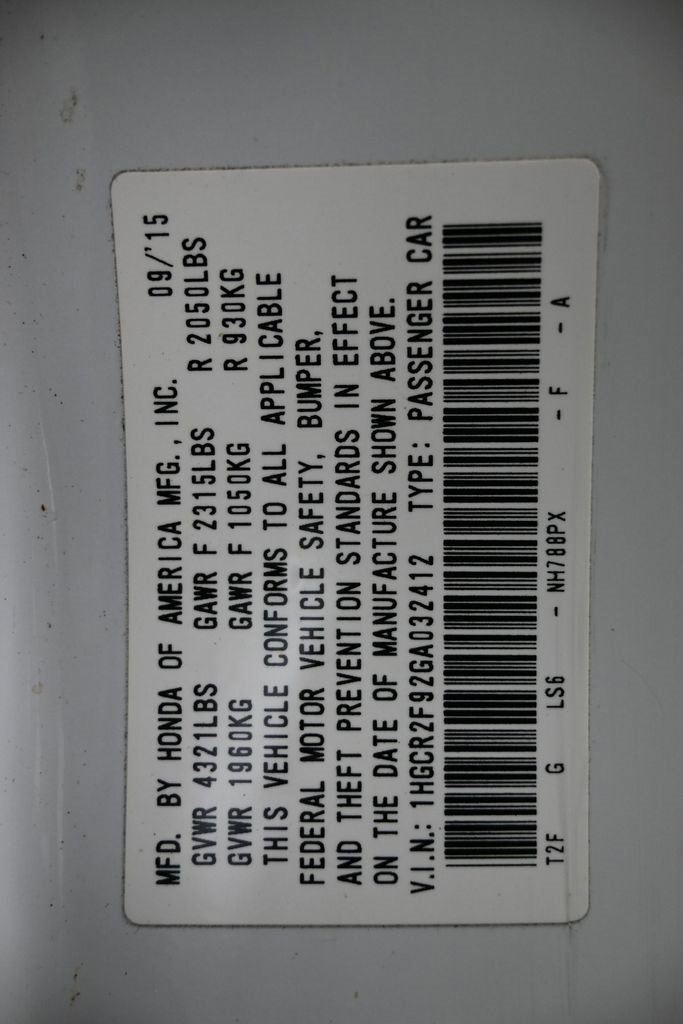 MFD. BY HONDA OF AMERICA MFG., INC. 09/'15
GVWR 4321LBS GAWR F 2315LBS R 2050LBS
GVWR 1960KG GAWR F 1050KG R 930KG
THIS VEHICLE CONFORMS TO ALL APPLICABLE
FEDERAL MOTOR VEHICLE SAFETY, BUMPER,
AND THEFT PREVENTION STANDARDS IN EFFECT
ON THE DATE OF MANUFACTURE SHOWN ABOVE.
V.I.N.: 1HGCR2F92GA032412 TYPE: PASSENGER CAR
T2F G LS6 - NH788PX - F - A